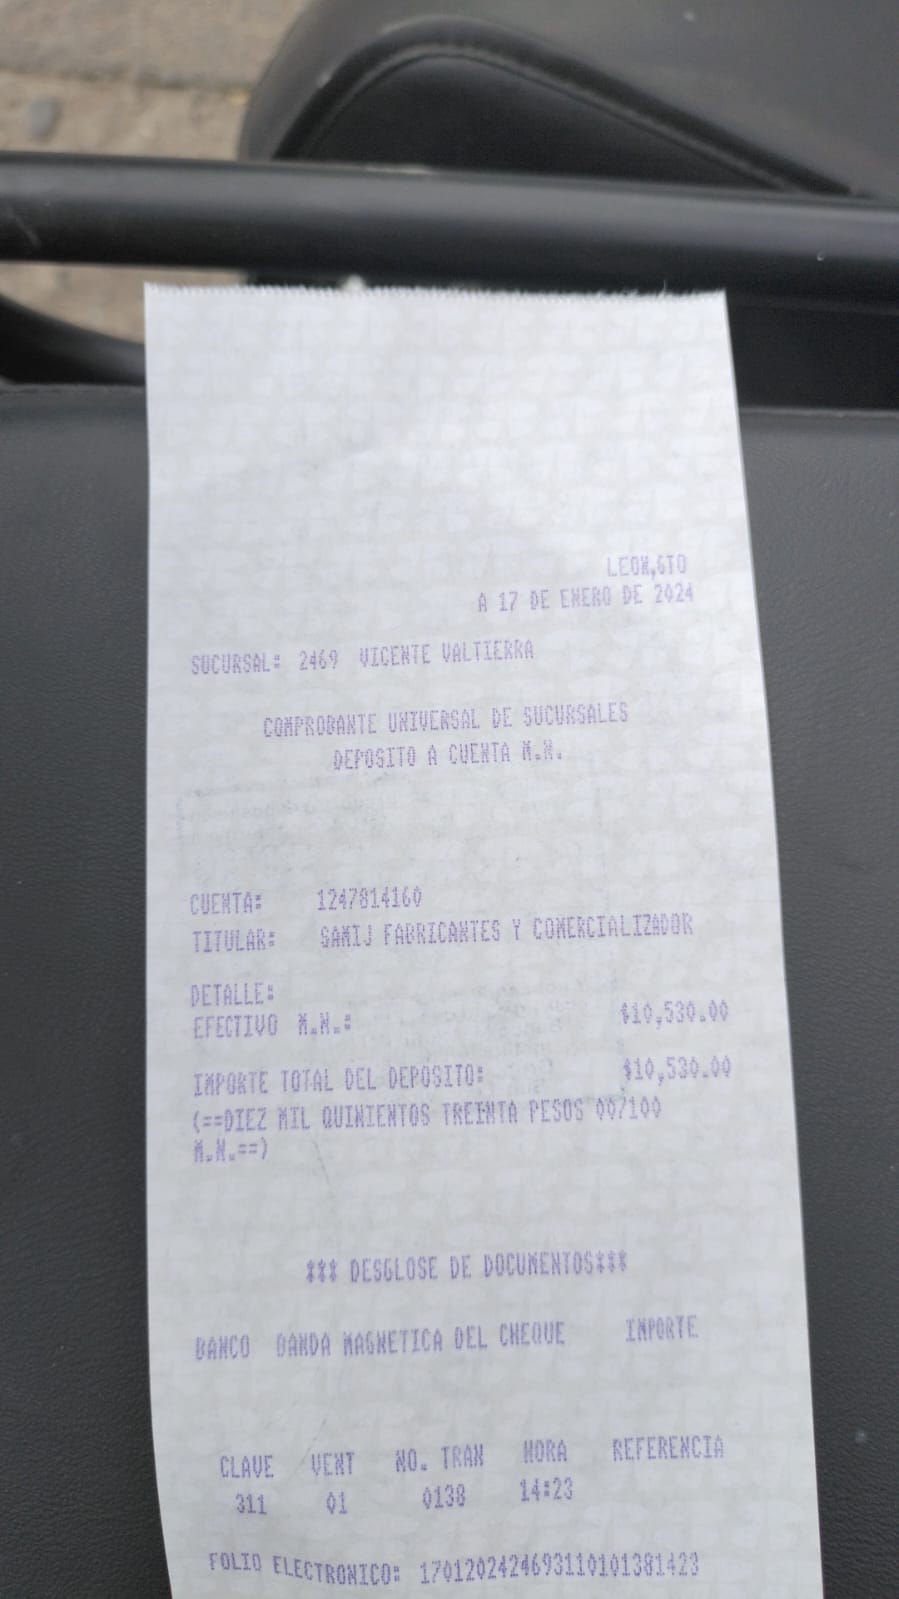 LEON,GTO
A 17 DE ENERO DE 2024
SUCURSAL: 2469 VICENTE VALTIERRA
COMPROBANTE UNIVERSAL DE SUCURSALES
DEPOSITO A CUENTA M.N.
CUENTA: 1247814160
TITULAR: SAMIJ FABRICANTES Y COMERCIALIZADOR
DETALLE:
EFECTIVO M.N.: $10,530.00
IMPORTE TOTAL DEL DEPOSITO: $10,530.00
(==DIEZ MIL QUINIENTOS TREINTA PESOS 00/100
M.N.==)
*** DESGLOSE DE DOCUMENTOS***
BANCO BANDA MAGNETICA DEL CHEQUE IMPORTE
CLAVE VENT NO. TRAN HORA REFERENCIA
311 01 0138 14:23
FOLIO ELECTRONICO: 1701202424693110101381423